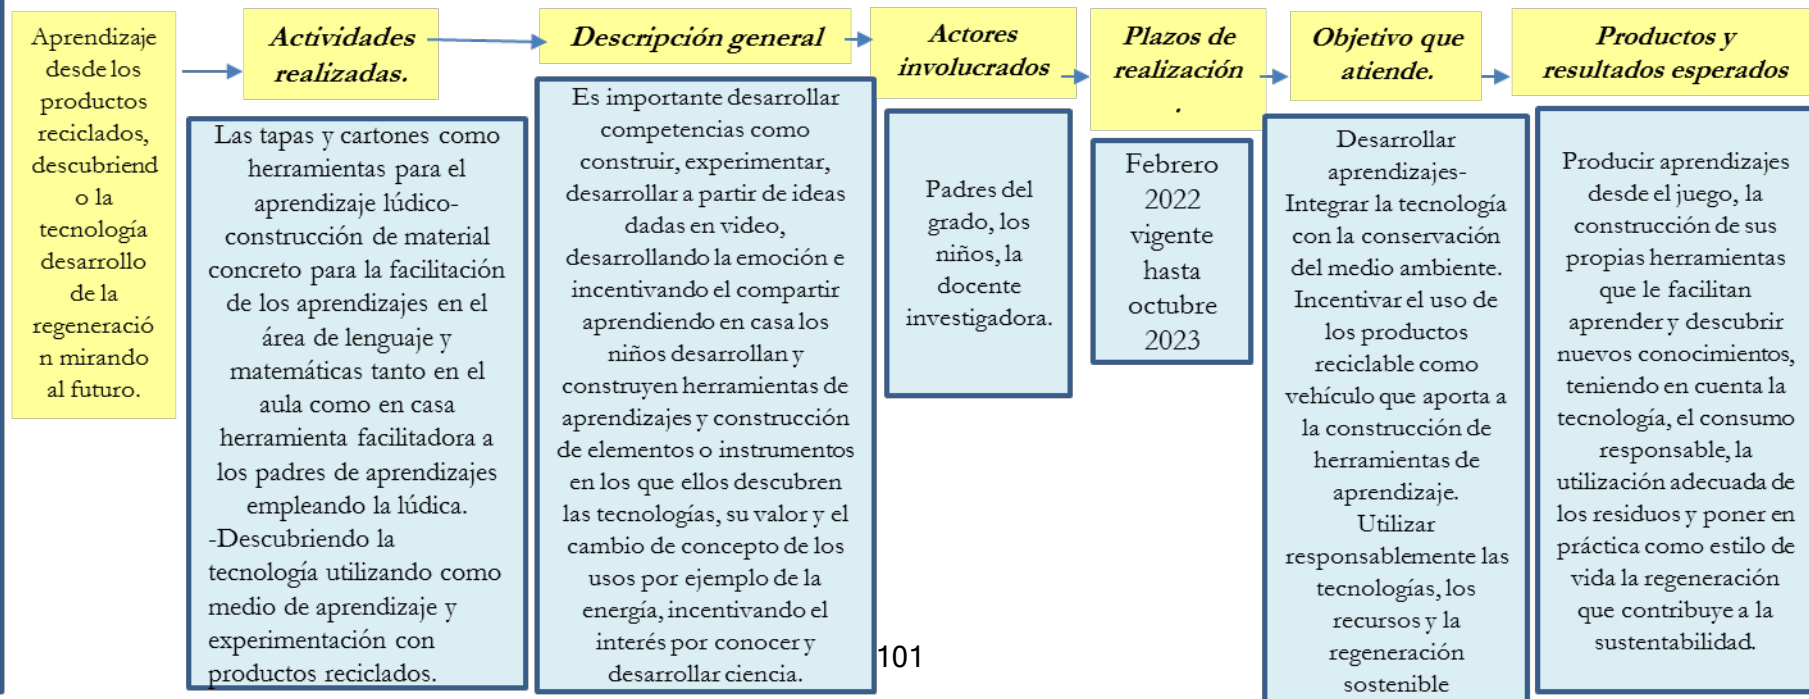 Aprendizaje
desde los
productos
reciclados,
descubriend
o la
tecnología
desarrollo
de la
regeneració
n mirando
al futuro.
Actividades
realizadas.
Las tapas y cartones como
herramientas para el
aprendizaje lúdico-
construcción de material
concreto para la facilitación
de los aprendizajes en el
área de lenguaje y
matemáticas tanto en el
aula como en casa
herramienta facilitadora a
los padres de aprendizajes
empleando la lúdica.
-Descubriendo la
tecnología utilizando como
medio de aprendizaje y
experimentación con
productos reciclados.
Descripción general
Es importante desarrollar
competencias como
construir, experimentar,
desarrollar a partir de ideas
dadas en video,
desarrollando la emoción e
incentivando el compartir
aprendiendo en casa los
niños desarrollan y
construyen herramientas de
aprendizajes y construcción
de elementos o instrumentos
en los que ellos descubren
las tecnologías, su valor y el
cambio de concepto de los
usos por ejemplo de la
energía, incentivando el
interés por conocer y
desarrollar ciencia.
Actores
involucrados
Padres del
grado, los
niños, la
docente
investigadora.
Plazos de
realización
.
Febrero
2022
vigente
hasta
octubre
2023
Objetivo que
atiende.
Desarrollar
aprendizajes-
Integrar la tecnología
con la conservación
del medio ambiente.
Incentivar el uso de
los productos
reciclable como
vehículo que aporta a
la construcción de
herramientas de
aprendizaje.
Utilizar
responsablemente las
tecnologías, los
recursos y la
regeneración
sostenible
Productos y
resultados esperados
Producir aprendizajes
desde el juego, la
construcción de sus
propias herramientas
que le facilitan
aprender y descubrir
nuevos conocimientos,
teniendo en cuenta la
tecnología, el consumo
responsable, la
utilización adecuada de
los residuos y poner en
práctica como estilo de
vida la regeneración
que contribuye a la
sustentabilidad.
101